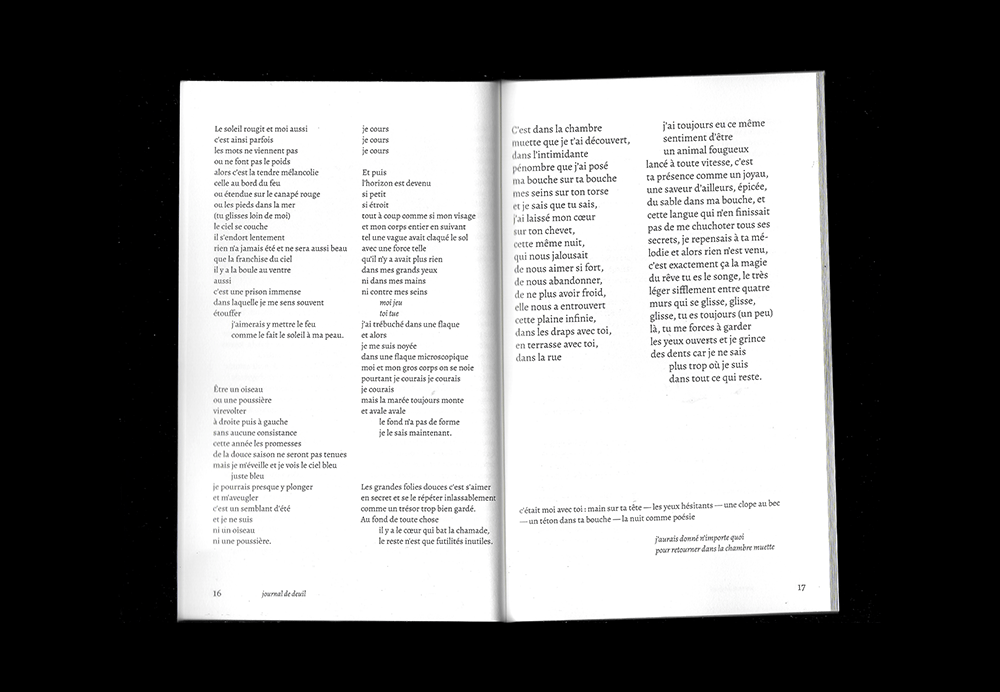 Le soleil rougit et moi aussi
c'est ainsi parfois
les mots ne viennent pas
ou ne font pas le poids
alors c'est la tendre mélancolie
celle au bord du feu
ou étendue sur le canapé rouge
ou les pieds dans la mer
(tu glisses loin de moi)
le ciel se couche
il s'endort lentement
rien n'a jamais été et ne sera aussi beau
que la franchise du ciel
il y a la boule au ventre
aussi
c'est une prison immense
dans laquelle je me sens souvent
étouffer
j'aimerais y mettre le feu
comme le fait le soleil à ma peau.
Être un oiseau
ou une poussière
virevolter
à droite puis à gauche
sans aucune consistance
cette année les promesses
de la douce saison ne seront pas tenues
mais je m'éveille et je vois le ciel bleu
juste bleu
je pourrais presque y plonger
et m'aveugler
c'est un semblant d'été
et je ne suis
ni un oiseau
ni une poussière.
je cours
je cours
je cours
Et puis
l'horizon est devenu
si petit
si étroit
tout à coup comme si mon visage
et mon corps entier en suivant
tel une vague avait claqué le sol
avec une force telle
qu'il n'y a avait plus rien
dans mes grands yeux
ni dans mes mains
ni contre mes seins
moi jeu
toi tue
j'ai trébuché dans une flaque
et alors
je me suis noyée
dans une flaque microscopique
moi et mon gros corps on se noie
pourtant je courais je courais
je courais
mais la marée toujours monte
et avale avale
le fond n'a pas de forme
je le sais maintenant.
Les grandes folies douces c'est s'aimer
en secret et se le répéter inlassablement
comme un trésor trop bien gardé.
Au fond de toute chose
il y a le cœur qui bat la chamade,
le reste n'est que futilités inutiles.
16
journal de deuil
C'est dans la chambre
muette que je t'ai découvert,
dans l'intimidante
pénombre que j'ai posé
ma bouche sur ta bouche
mes seins sur ton torse
et je sais que tu sais,
j'ai laissé mon cœur
sur ton chevet,
cette même nuit,
qui nous jalousait
de nous aimer si fort,
de nous abandonner,
de ne plus avoir froid,
elle nous a entrouvert
cette plaine infinie,
dans les draps avec toi,
en terrasse avec toi,
dans la rue
j'ai toujours eu ce même
sentiment d'être
un animal fougueux
lancé à toute vitesse, c'est
ta présence comme un joyau,
une saveur d'ailleurs, épicée,
du sable dans ma bouche, et
cette langue qui n'en finissait
pas de me chuchoter tous ses
secrets, je repensais à ta mé-
lodie et alors rien n'est venu,
c'est exactement ça la magie
du rêve tu es le songe, le très
léger sifflement entre quatre
murs qui se glisse, glisse,
glisse, tu es toujours (un peu)
là, tu me forces à garder
les yeux ouverts et je grince
des dents car je ne sais
plus trop où je suis
dans tout ce qui reste.
c'était moi avec toi : main sur ta tête — les yeux hésitants — une clope au bec
— un téton dans ta bouche — la nuit comme poésie
j'aurais donné n'importe quoi
pour retourner dans la chambre muette
17